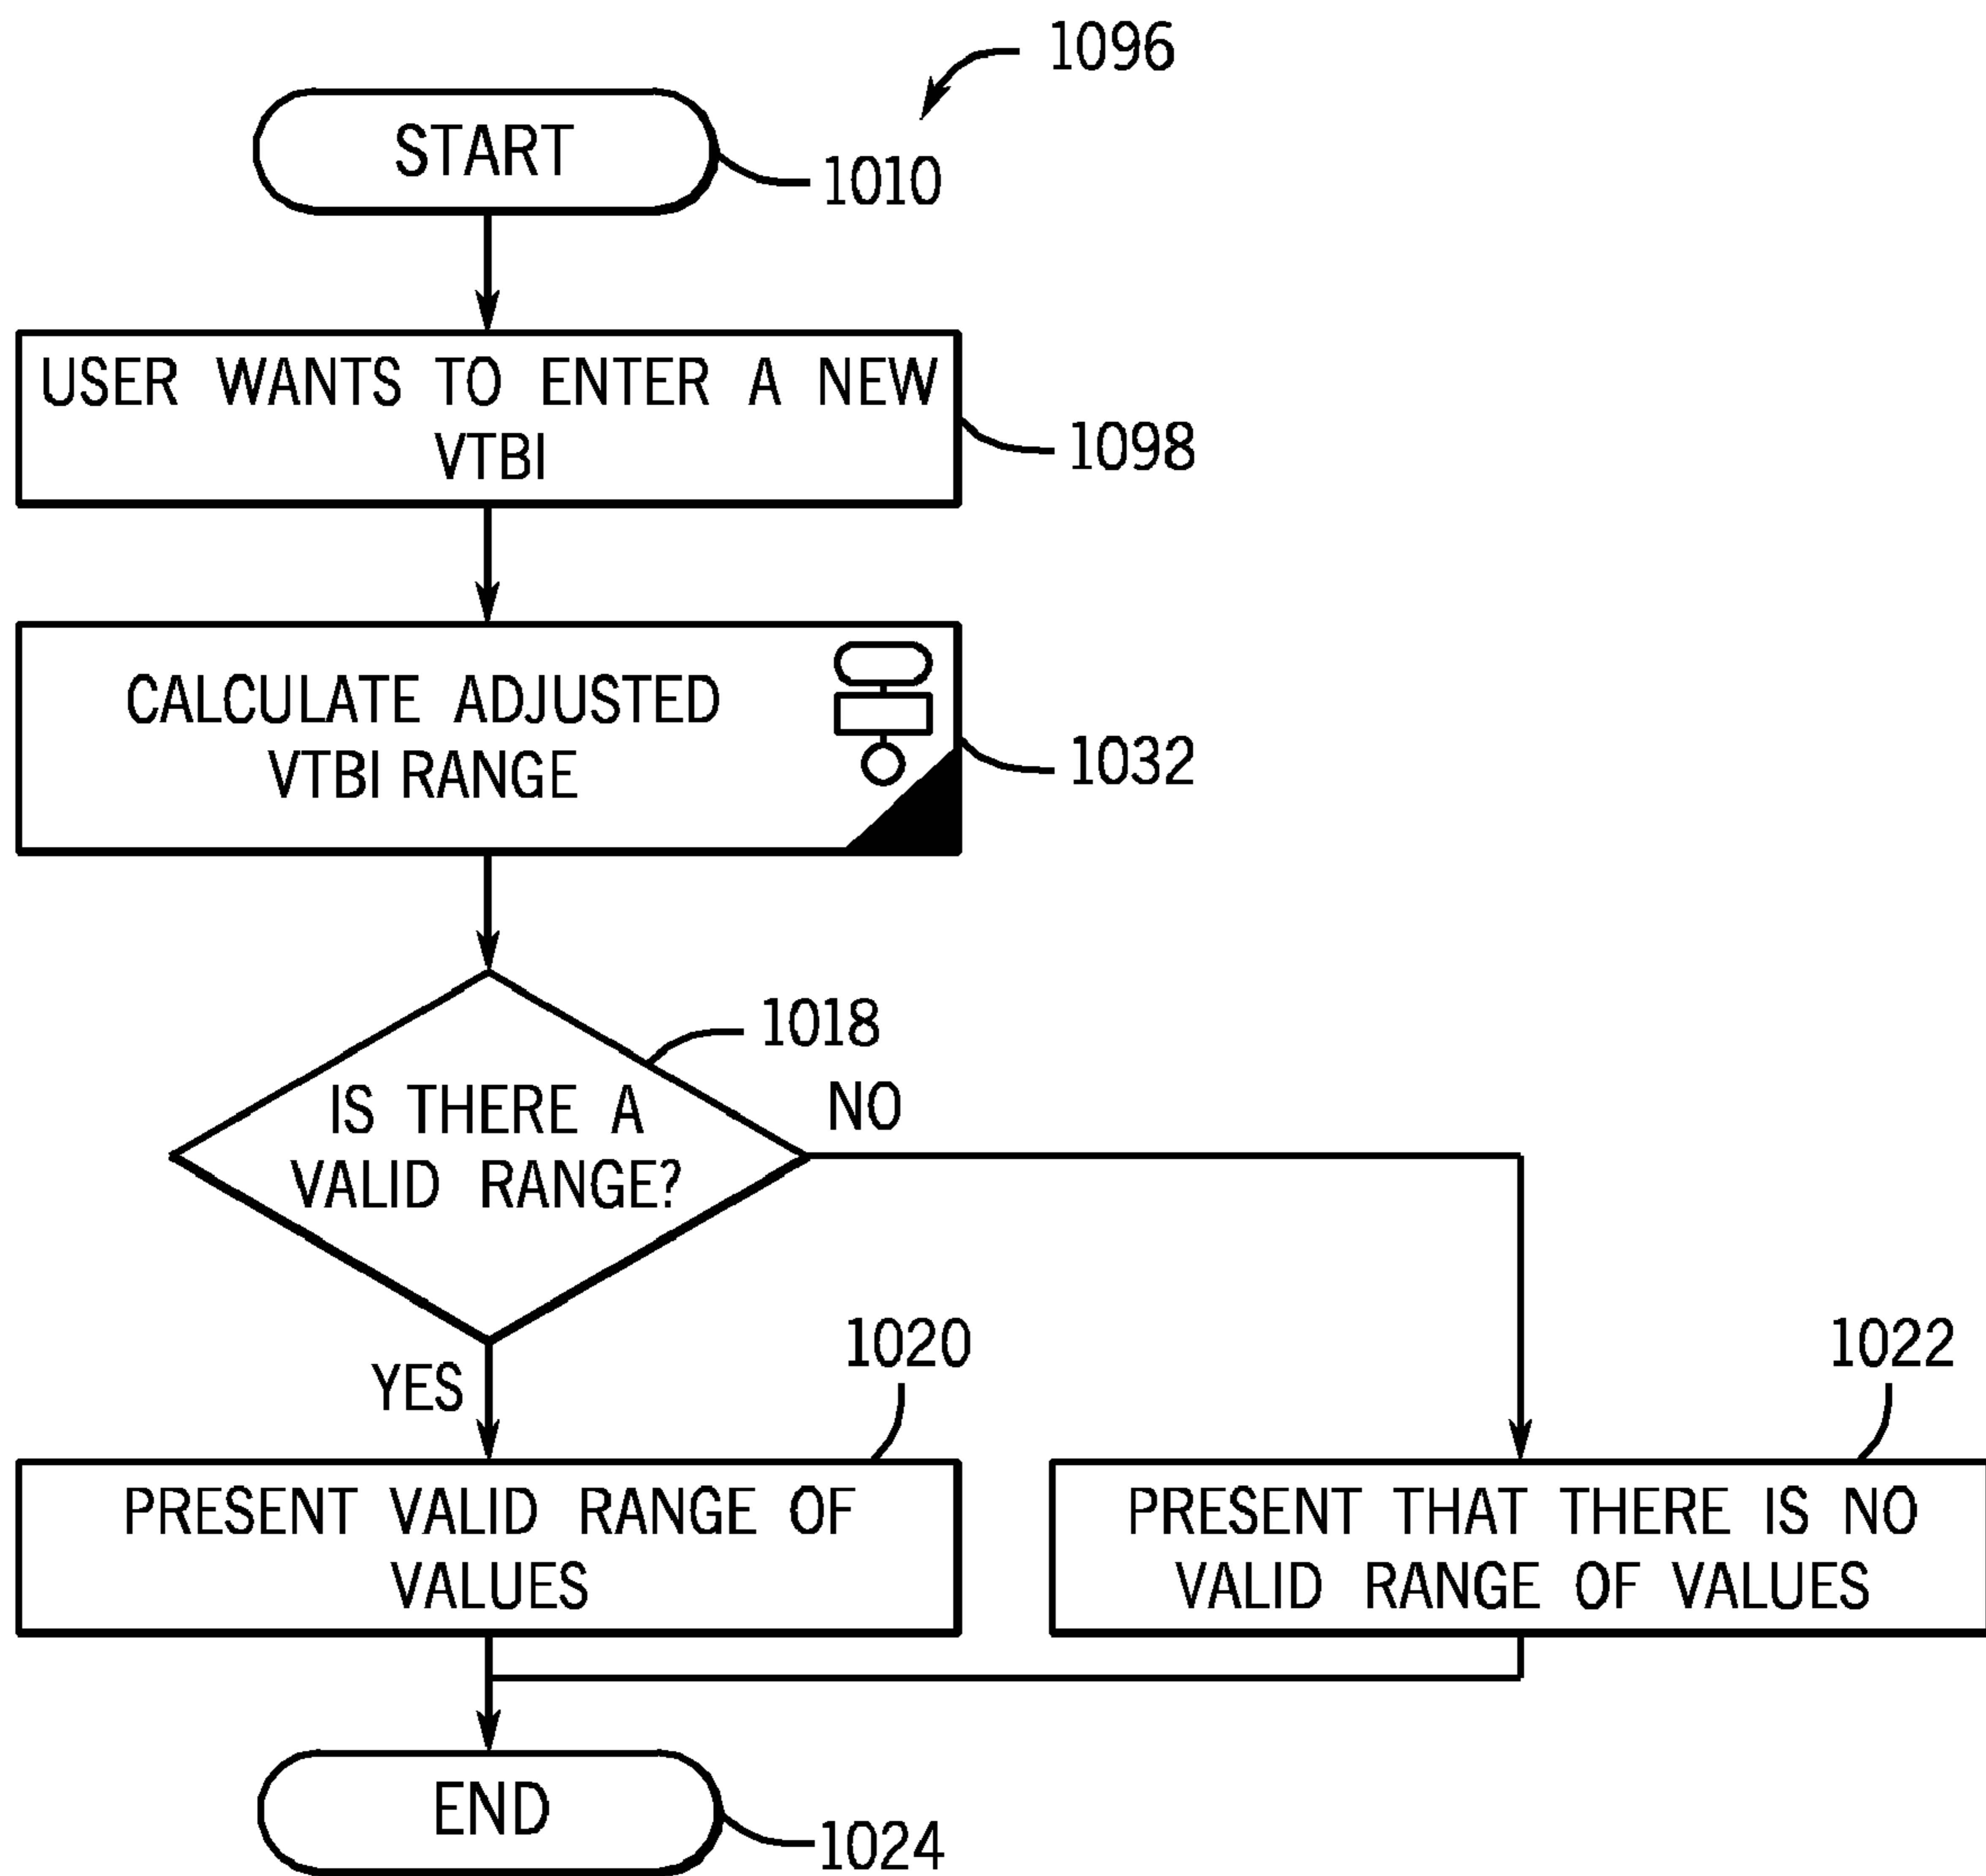 1096
START
1010
USER WANTS TO ENTER A NEW
VTBI
1098
CALCULATE ADJUSTED
VTBI RANGE
1032
1018
IS THERE A
VALID RANGE?
NO
YES
1020
1022
PRESENT VALID RANGE OF
VALUES
PRESENT THAT THERE IS NO
VALID RANGE OF VALUES
END
1024